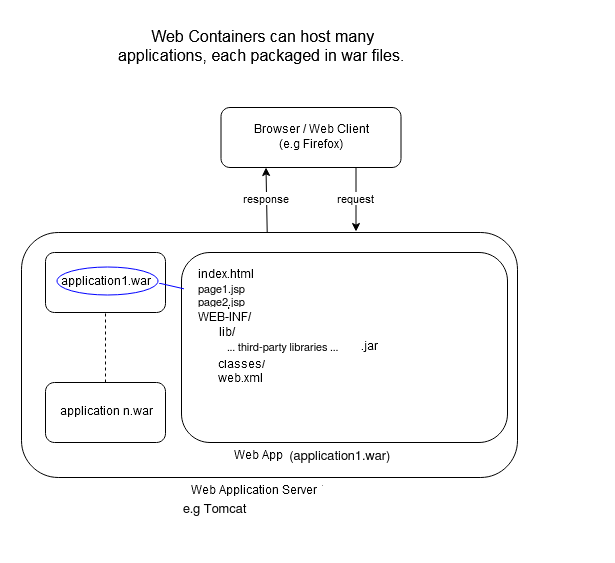 Web Containers can host many
applications, each packaged in war files.
Browser / Web Client
(e.g Firefox)
response
request
application1.war
index.html
page1.jsp
page2.jsp
WEB-INF/
lib/
... third-party libraries ... .jar
classes/
web.xml
application n.war
Web App (application1.war)
Web Application Server
e.g Tomcat